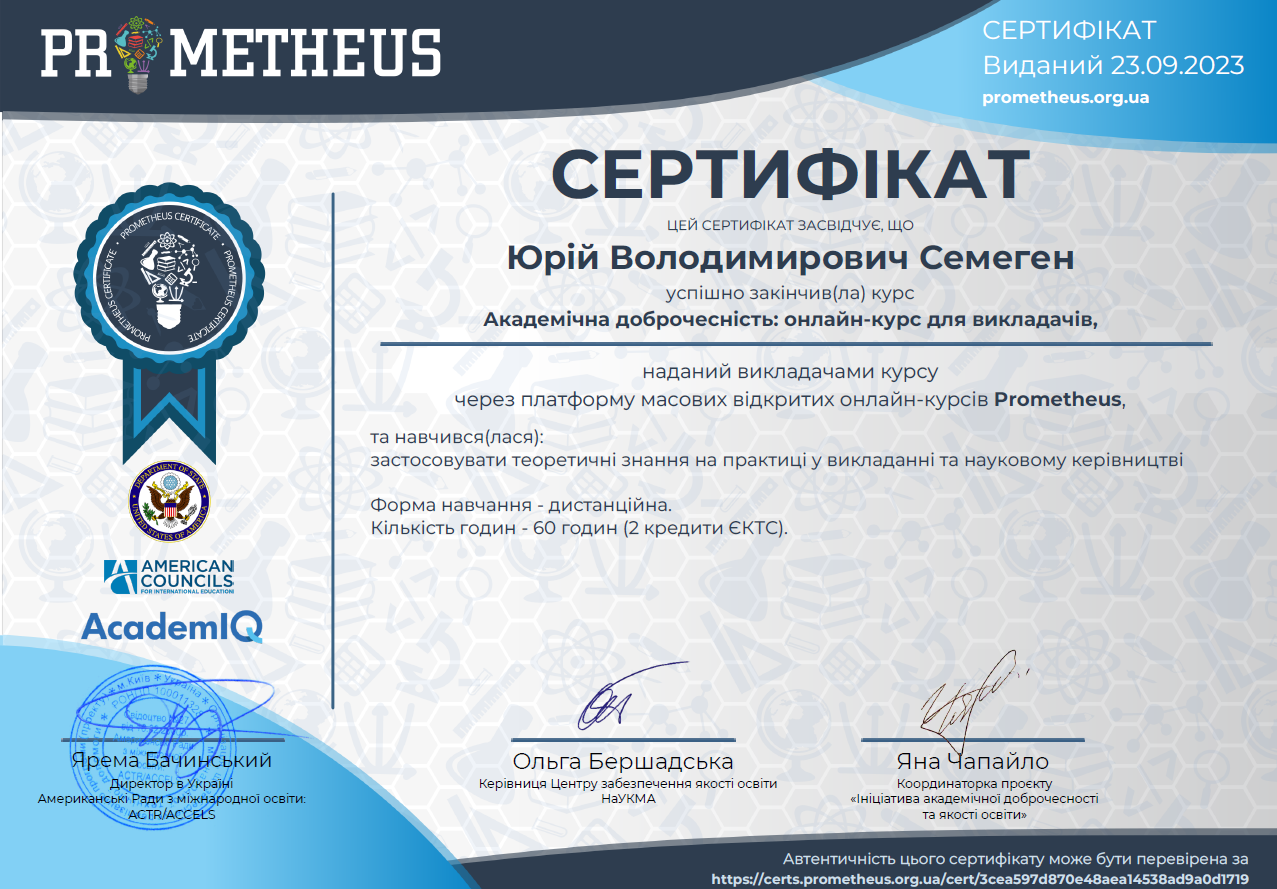 PROMETHEUS
СЕРТИФІКАТ
Виданий 23.09.2023
prometheus.org.ua
СЕРТИФІКАТ
ЦЕЙ СЕРТИФІКАТ ЗАСВІДЧУЄ, ЩО
Юрій Володимирович Семеген
успішно закінчив(ла) курс
Академічна доброчесність: онлайн-курс для викладачів,
наданий викладачами курсу
через платформу масових відкритих онлайн-курсів Prometheus,
та навчився(лася):
застосовувати теоретичні знання на практиці у викладанні та науковому керівництві
Форма навчання - дистанційна.
Кількість годин - 60 годин (2 кредити ЄКТС).
PROMETHEUS CERTIFICATE • PROMETHEUS CERTIFICATE • PROMETHEUS CERTIFICATE •
DEPARTMENT OF STATE
UNITED STATES OF AMERICA
AMERICAN
COUNCILS
FOR INTERNATIONAL EDUCATION
AcademIQ
Ярема Бачинський
Директор в Україні
Американські Ради з міжнародної освіти:
ACTR/ACCELS
Ольга Бершадська
Керівниця Центру забезпечення якості освіти
НаУКМА
Яна Чапайло
Координаторка проєкту
«Ініціатива академічної доброчесності
та якості освіти»
Автентичність цього сертифікату може бути перевірена за
https://certs.prometheus.org.ua/cert/3cea597d870e48aea14538ad9a0d1719